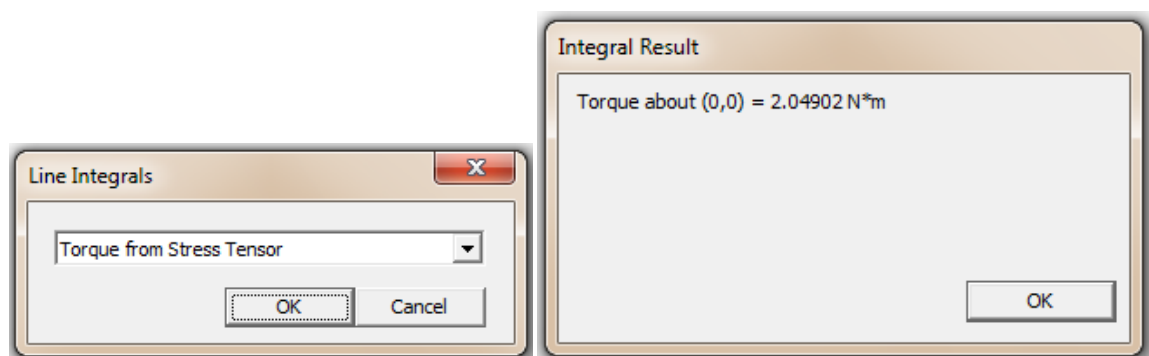 Line Integrals
Torque from Stress Tensor
OK
Cancel
Integral Result
Torque about (0,0) = 2.04902 N*m
OK